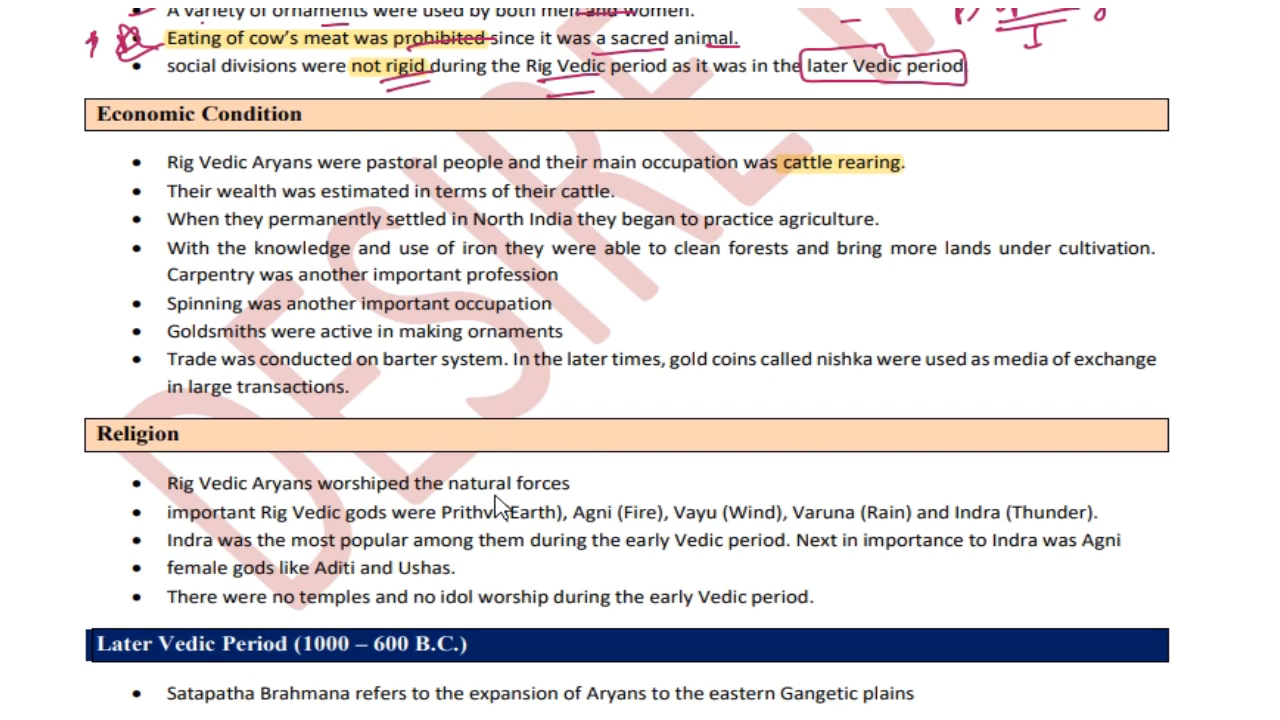 A variety of ornaments were used by both men and women.
Eating of cow's meat was prohibited since it was a sacred animal.
social divisions were not rigid during the Rig Vedic period as it was in the later Vedic period
Economic Condition
Rig Vedic Aryans were pastoral people and their main occupation was cattle rearing.
Their wealth was estimated in terms of their cattle.
When they permanently settled in North India they began to practice agriculture.
With the knowledge and use of iron they were able to clean forests and bring more lands under cultivation.
Carpentry was another important profession
Spinning was another important occupation
Goldsmiths were active in making ornaments
Trade was conducted on barter system. In the later times, gold coins called nishka were used as media of exchange
in large transactions.
Religion
Rig Vedic Aryans worshiped the natural forces
important Rig Vedic gods were Prithvi (Earth), Agni (Fire), Vayu (Wind), Varuna (Rain) and Indra (Thunder).
Indra was the most popular among them during the early Vedic period. Next in importance to Indra was Agni
female gods like Aditi and Ushas.
There were no temples and no idol worship during the early Vedic period.
Later Vedic Period (1000 – 600 B.C.)
Satapatha Brahmana refers to the expansion of Aryans to the eastern Gangetic plains